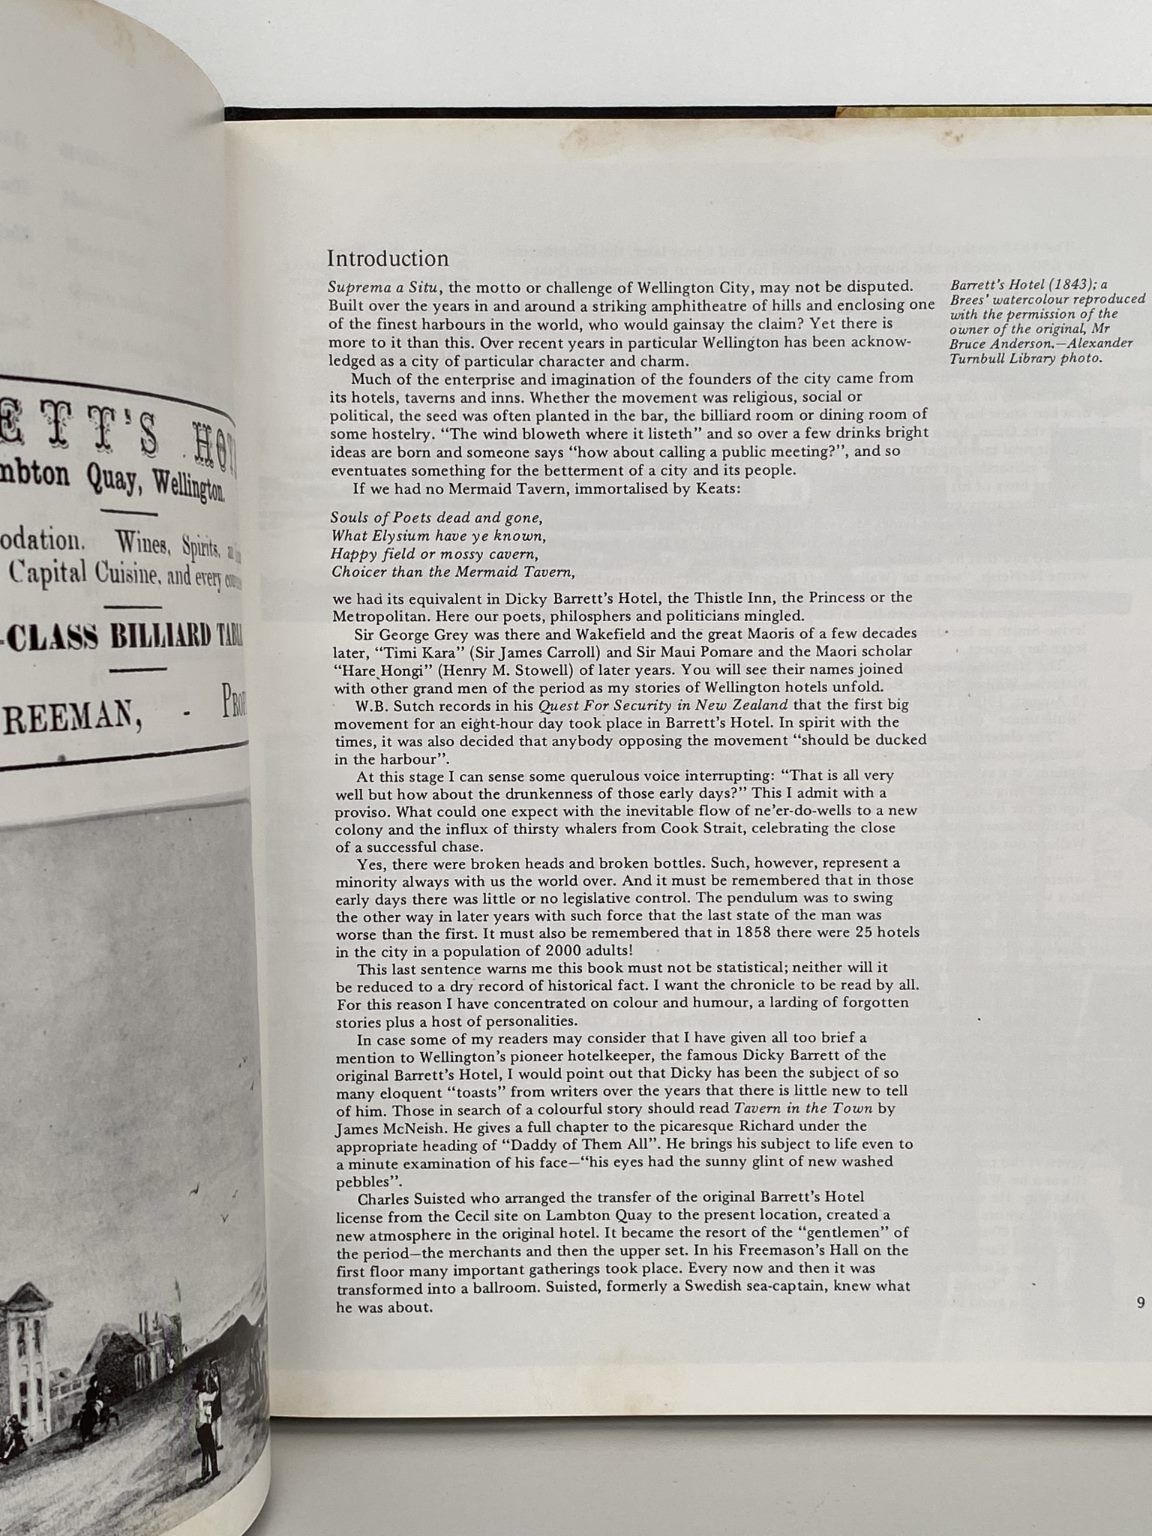 ETT'S HOT
mbton Quay, Wellington.
odation. Wines, Spirits,
Capital Cuisine, and every
-CLASS BILLIARD TABL
REEMAN, - PROP
Introduction
Suprema a Situ, the motto or challenge of Wellington City, may not be disputed.
Built over the years in and around a striking amphitheatre of hills and enclosing one
of the finest harbours in the world, who would gainsay the claim? Yet there is
more to it than this. Over recent years in particular Wellington has been acknow-
ledged as a city of particular character and charm.
Much of the enterprise and imagination of the founders of the city came from
its hotels, taverns and inns. Whether the movement was religious, social or
political, the seed was often planted in the bar, the billiard room or dining room of
some hostelry. “The wind bloweth where it listeth” and so over a few drinks bright
ideas are born and someone says “how about calling a public meeting?”, and so
eventuates something for the betterment of a city and its people.
If we had no Mermaid Tavern, immortalised by Keats:
Souls of Poets dead and gone,
What Elysium have ye known,
Happy field or mossy cavern,
Choicer than the Mermaid Tavern,
we had its equivalent in Dicky Barrett’s Hotel, the Thistle Inn, the Princess or the
Metropolitan. Here our poets, philosphers and politicians mingled.
Sir George Grey was there and Wakefield and the great Maoris of a few decades
later, “Timi Kara” (Sir James Carroll) and Sir Maui Pomare and the Maori scholar
“Hare Hongi” (Henry M. Stowell) of later years. You will see their names joined
with other grand men of the period as my stories of Wellington hotels unfold.
W.B. Sutch records in his Quest For Security in New Zealand that the first big
movement for an eight-hour day took place in Barrett’s Hotel. In spirit with the
times, it was also decided that anybody opposing the movement “should be ducked
in the harbour”.
At this stage I can sense some querulous voice interrupting: “That is all very
well but how about the drunkenness of those early days?” This I admit with a
proviso. What could one expect with the inevitable flow of ne’er-do-wells to a new
colony and the influx of thirsty whalers from Cook Strait, celebrating the close
of a successful chase.
Yes, there were broken heads and broken bottles. Such, however, represent a
minority always with us the world over. And it must be remembered that in those
early days there was little or no legislative control. The pendulum was to swing
the other way in later years with such force that the last state of the man was
worse than the first. It must also be remembered that in 1858 there were 25 hotels
in the city in a population of 2000 adults!
This last sentence warns me this book must not be statistical; neither will it
be reduced to a dry record of historical fact. I want the chronicle to be read by all.
For this reason I have concentrated on colour and humour, a larding of forgotten
stories plus a host of personalities.
In case some of my readers may consider that I have given all too brief a
mention to Wellington’s pioneer hotelkeeper, the famous Dicky Barrett of the
original Barrett’s Hotel, I would point out that Dicky has been the subject of so
many eloquent “toasts” from writers over the years that there is little new to tell
of him. Those in search of a colourful story should read Tavern in the Town by
James McNeish. He gives a full chapter to the picaresque Richard under the
appropriate heading of “Daddy of Them All”. He brings his subject to life even to
a minute examination of his face—“his eyes had the sunny glint of new washed
pebbles”.
Charles Suisted who arranged the transfer of the original Barrett’s Hotel
license from the Cecil site on Lambton Quay to the present location, created a
new atmosphere in the original hotel. It became the resort of the “gentlemen” of
the period—the merchants and then the upper set. In his Freemason’s Hall on the
first floor many important gatherings took place. Every now and then it was
transformed into a ballroom. Suisted, formerly a Swedish sea-captain, knew what
he was about.
Barrett’s Hotel (1843); a
Brees’ watercolour reproduced
with the permission of the
owner of the original, Mr
Bruce Anderson.—Alexander
Turnbull Library photo.
9